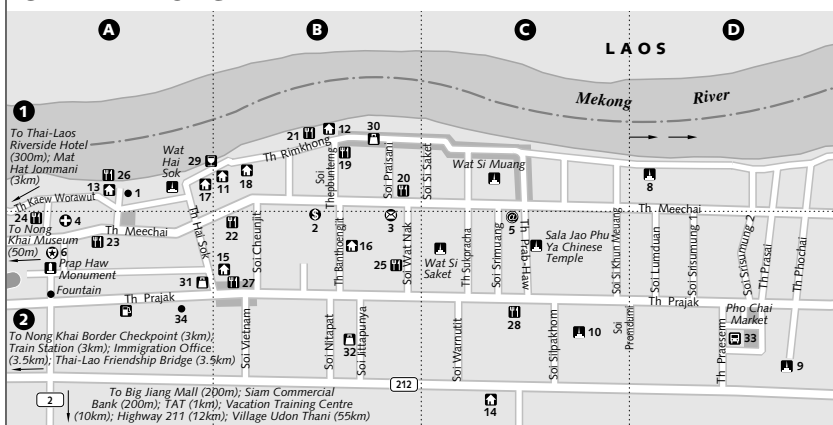 A
B
C
D
LAOS
Mekong River
1
To Thai-Laos
Riverside Hotel
(300m); Mat
Hat Jommani
(3km)
Wat
Hai
Sok
29
26
13
1
17
11
18
21
12
30
Th Rimkhong
19
20
Soi
Thepbunterng
Soi Praisani
Soi Si Saket
Wat Si Muang
8
Th Kaew Worawut
24
4
Th Meechai
23
To Nong
Khai Museum
(50m)
6
Prap Haw
Monument
Fountain
Th Hai Sok
22
15
31
27
Soi Cheunjit
2
3
16
25
Th Banthoengjit
Soi Wat Nak
Wat Si
Saket
Th Sukpracha
Soi Srimuang
5
Th Prab-Haw
Sala Jao Phu
Ya Chinese
Temple
Soi Si Khun Meuang
Th Meechai
Soi Lumduan
Soi Srisumung 1
Soi Srisumung 2
Th Prasai
Th Phochai
Th Prajak
34
Th Prajak
Pho Chai
Market
33
9
2
To Nong Khai Border Checkpoint (3km);
Train Station (3km); Immigration Office
(3.5km); Thai-Lao Friendship Bridge (3.5km)
Soi Vietnam
Soi Nitapat
32
Soi Jittapunya
Soi Warnutit
28
Soi Silpakhom
10
Soi
Promdumi
Th Praeserm
212
2
To Big Jiang Mall (200m); Siam Commercial
Bank (200m); TAT (1km); Vacation Training Centre
(10km); Highway 211 (12km); Village Udon Thani (55km)
14